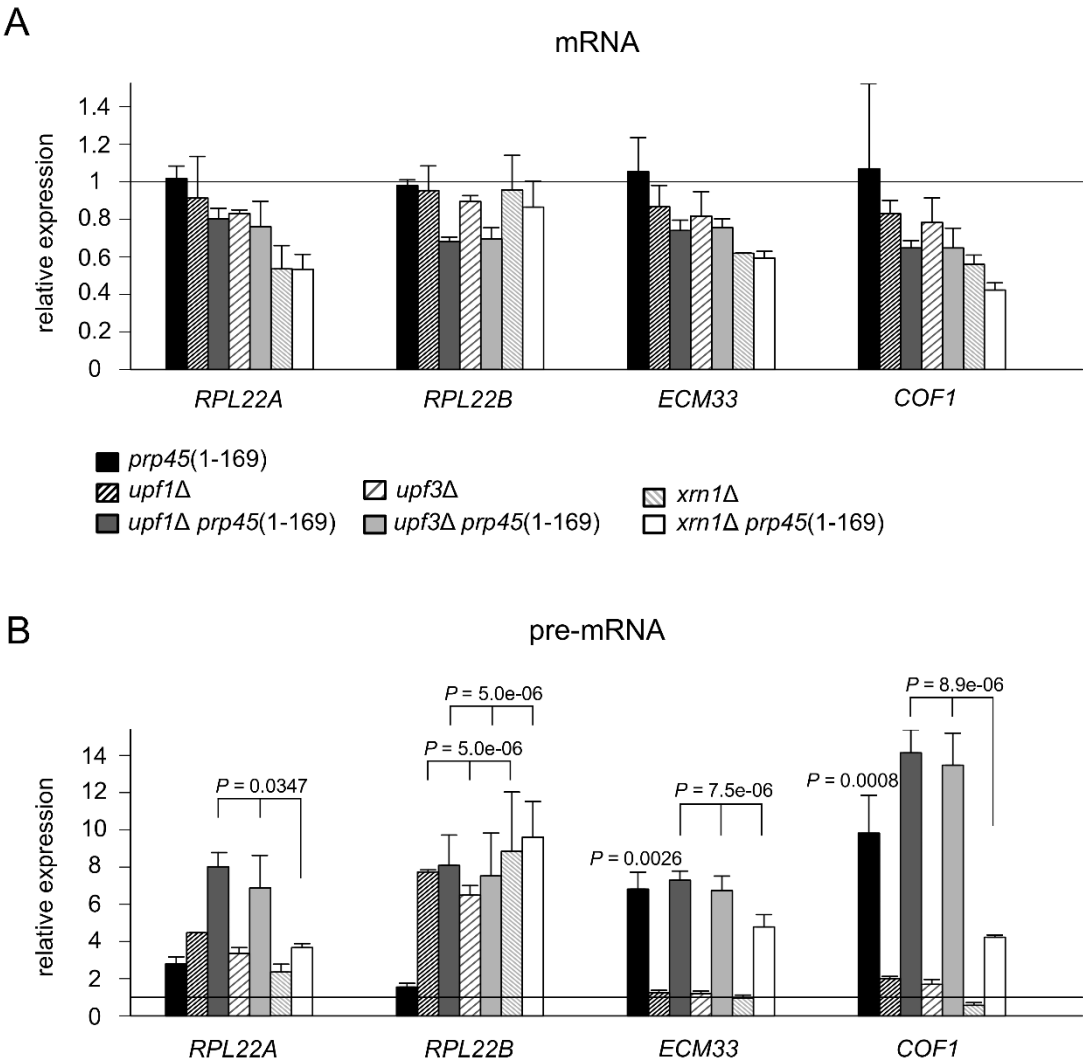 A
mRNA
relative expression
1.4
1.2
1
0.8
0.6
0.4
0.2
0
RPL22A RPL22B ECM33 COF1
prp45(1-169)
upf1Δ upf3Δ xrn1Δ
upf1Δ prp45(1-169) upf3Δ prp45(1-169) xrn1Δ prp45(1-169)
B
pre-mRNA
relative expression
14
12
10
8
6
4
2
0
P = 0.0347
P = 5.0e-06
P = 5.0e-06
P = 0.0026
P = 7.5e-06
P = 0.0008
P = 8.9e-06
RPL22A RPL22B ECM33 COF1